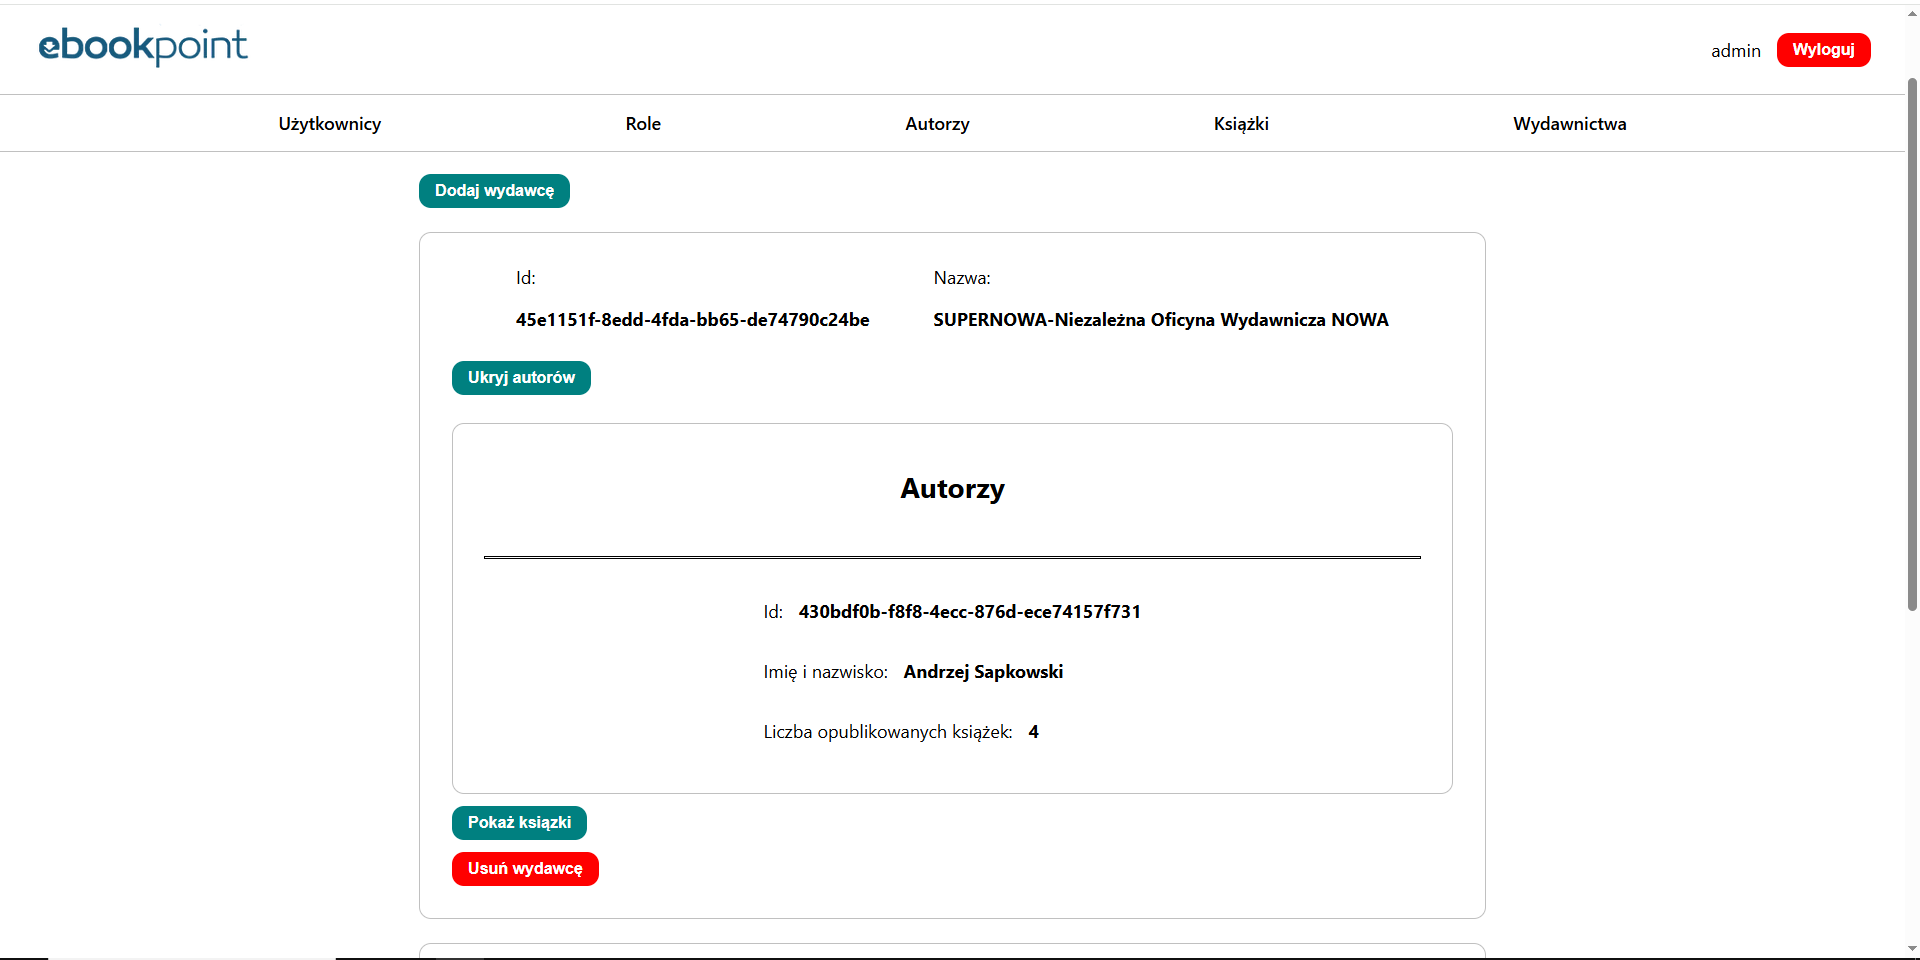 ebookpoint
admin Wyloguj
Użytkownicy Role Autorzy Książki Wydawnictwa
Dodaj wydawcę
Id: Nazwa:
45e1151f-8edd-4fda-bb65-de74790c24be SUPERNOWA-Niezależna Oficyna Wydawnicza NOWA
Ukryj autorów
Autorzy
Id: 430bdf0b-f8f8-4ecc-876d-ece74157f731
Imię i nazwisko: Andrzej Sapkowski
Liczba opublikowanych książek: 4
Pokaż ksiązki
Usuń wydawcę